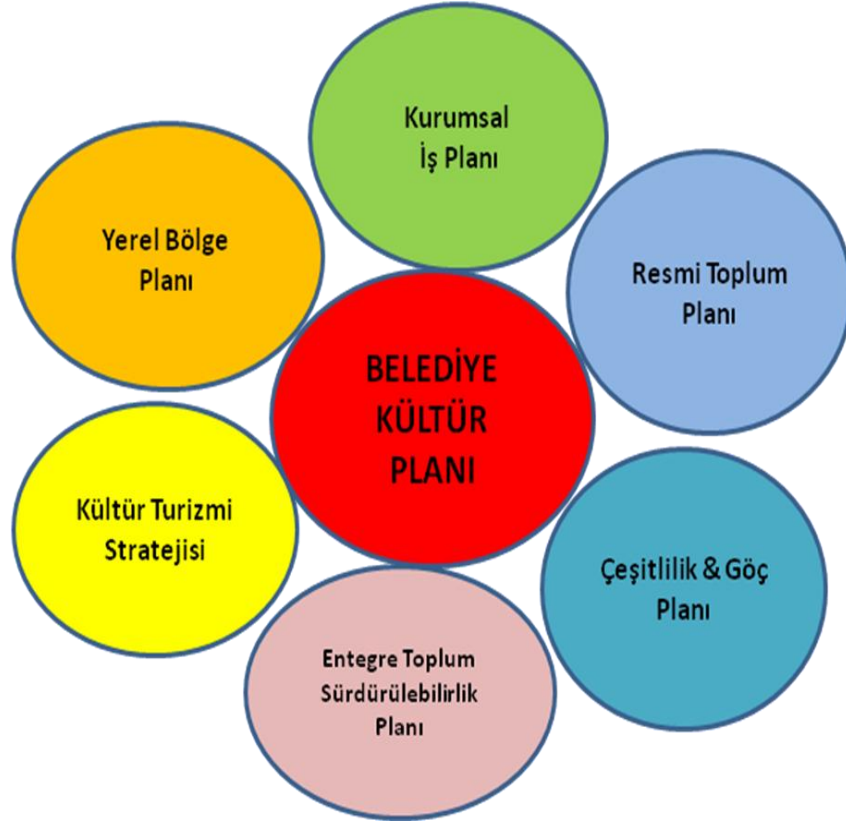 Kurumsal
İş Planı
Yerel Bölge
Planı
Resmi Toplum
Planı
BELEDİYE
KÜLTÜR
PLANI
Kültür Turizmi
Stratejisi
Çeşitlilik & Göç
Planı
Entegre Toplum
Sürdürülebilirlik
Planı